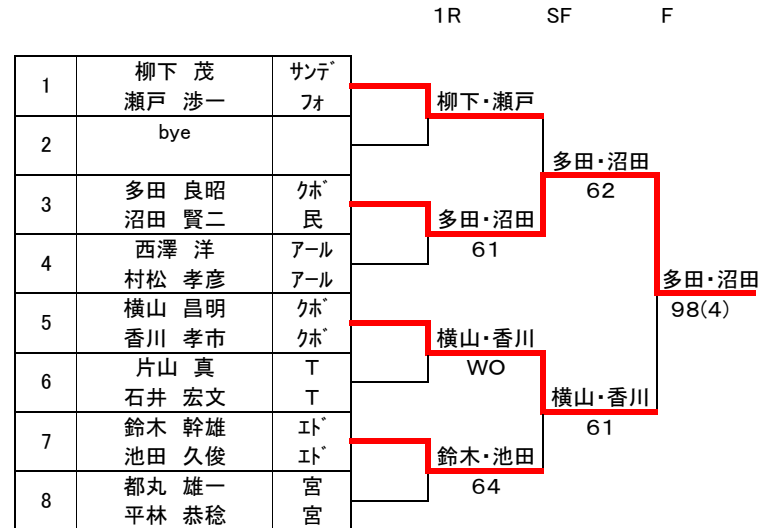 1R SF F
1 柳下 茂 サンデ
瀬戸 渉一 フォ
柳下・瀬戸
2 bye
多田・沼田
62
3 多田 良昭 クボ
沼田 賢二 民
多田・沼田
61
4 西澤 洋 アール
村松 孝彦 アール
多田・沼田
98(4)
5 横山 昌明 クボ
香川 孝市 クボ
横山・香川
WO
6 片山 真 T
石井 宏文 T
横山・香川
61
7 鈴木 幹雄 エド
池田 久俊 エド
鈴木・池田
64
8 都丸 雄一 宮
平林 恭稔 宮